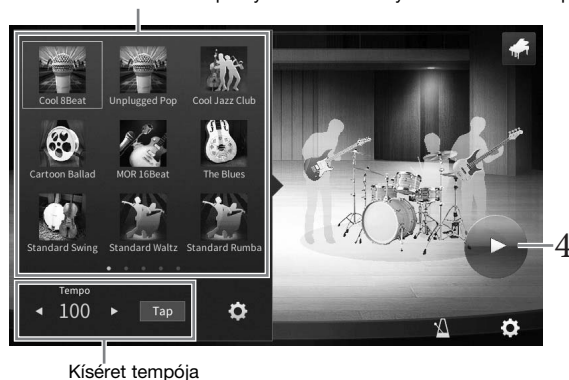 Cool 8Beat Unplugged Pop Cool Jazz Club
Cartoon Ballad MOR 16Beat The Blues
Standard Swing Standard Waltz Standard Rumba
4
Tempo
100 Tap
Kíséret tempója